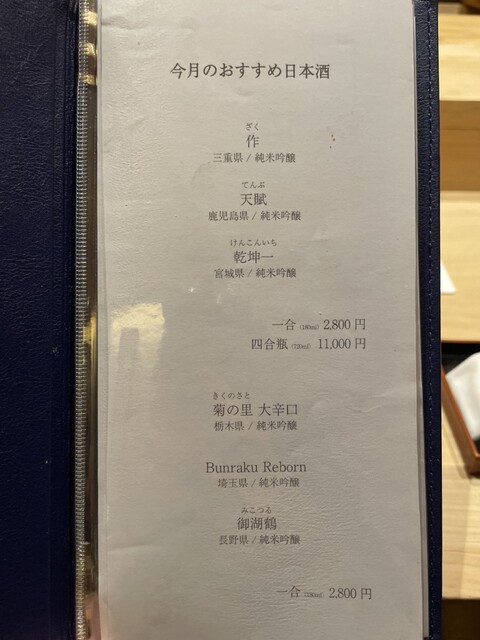 今月のおすすめ日本酒
ざく
作
三重県 / 純米吟醸
てんぶ
天賦
鹿児島県 / 純米吟醸
けんこんいち
乾坤一
宮城県 / 純米吟醸
一合 (180ml) 2,800 円
四合瓶 (720ml) 11,000 円
きくのさと
菊の里 大辛口
栃木県 / 純米吟醸
Bunraku Reborn
埼玉県 / 純米吟醸
みこつる
御湖鶴
長野県 / 純米吟醸
一合 (180ml) 2,800 円